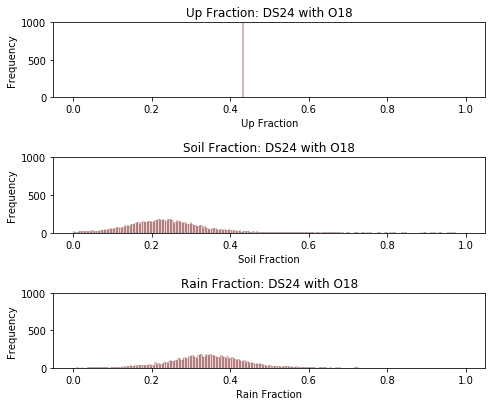 Up Fraction: DS24 with O18
1000
500
0
Frequency
0.0 0.2 0.4 0.6 0.8 1.0
Up Fraction
Soil Fraction: DS24 with O18
1000
500
0
Frequency
0.0 0.2 0.4 0.6 0.8 1.0
Soil Fraction
Rain Fraction: DS24 with O18
1000
500
0
Frequency
0.0 0.2 0.4 0.6 0.8 1.0
Rain Fraction